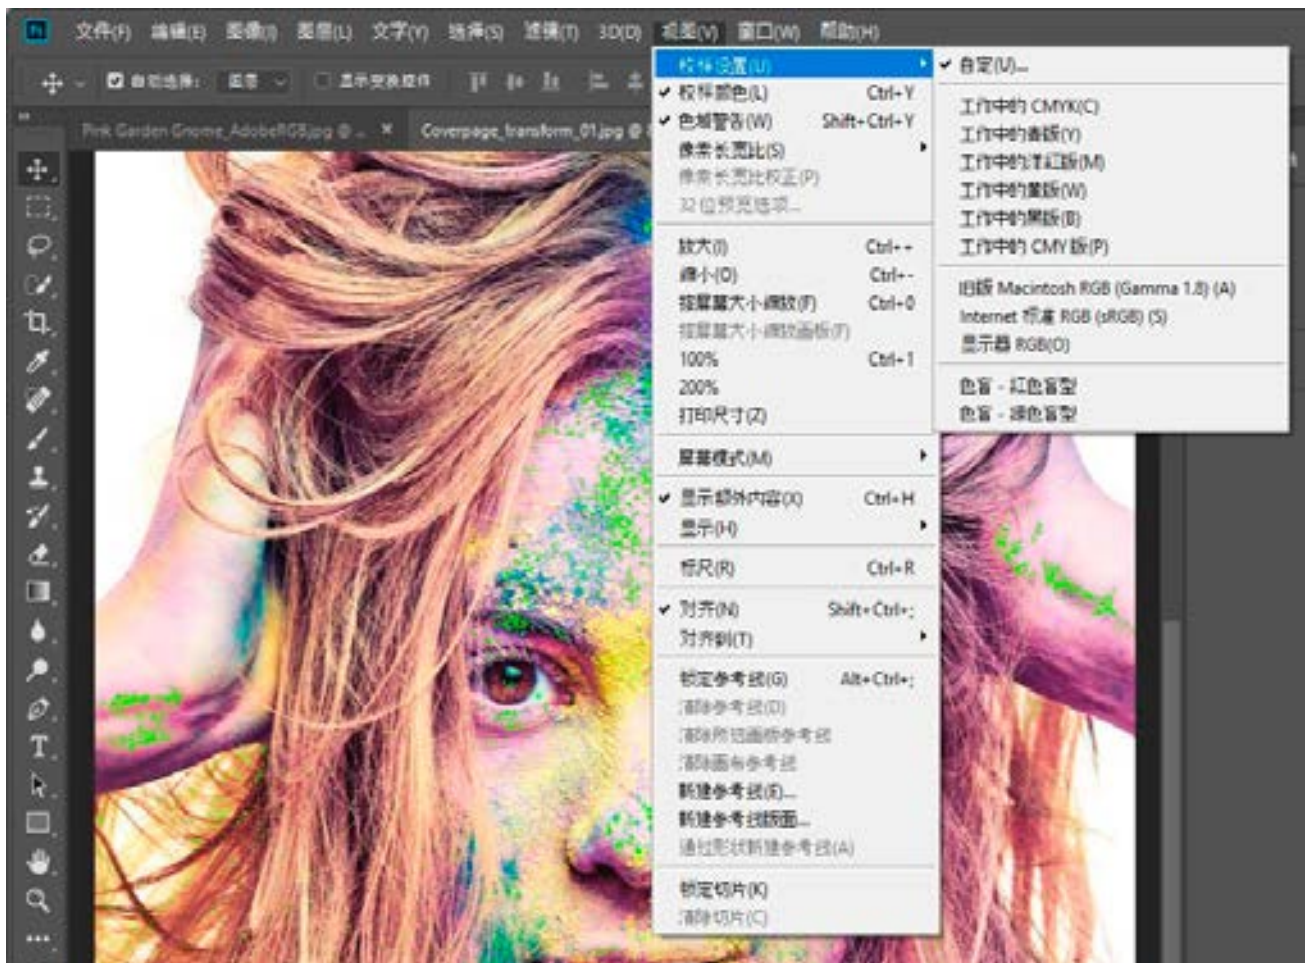 Ps 文件(F) 编辑(E) 图像(I) 图层(L) 文字(Y) 选择(S) 滤镜(T) 3D(D) 视图(V) 窗口(W) 帮助(H)
自动选择: 图层 显示变换控件
Pink Garden Gnome_AdobeRGB.jpg @ .. × Coverpage_transform_01.jpg @
校样设置(U)
校样颜色(L) Ctrl+Y
色域警告(W) Shift+Ctrl+Y
像素长宽比(S)
像素长宽比校正(P)
32 位预览选项...
放大(I) Ctrl++
缩小(O) Ctrl+-
按屏幕大小缩放(F) Ctrl+0
按屏幕大小缩放画板(F)
100% Ctrl+1
200%
打印尺寸(Z)
屏幕模式(M)
显示额外内容(X) Ctrl+H
显示(H)
标尺(R) Ctrl+R
对齐(N) Shift+Ctrl+;
对齐到(T)
锁定参考线(G) Alt+Ctrl+;
清除参考线(D)
清除所选画板参考线
清除画布参考线
新建参考线(E)...
新建参考线版面...
通过形状新建参考线(A)
锁定切片(K)
清除切片(C)
自定(U)...
工作中的 CMYK(C)
工作中的青版(Y)
工作中的洋红版(M)
工作中的黄版(W)
工作中的黑版(B)
工作中的 CMY 版(P)
旧版 Macintosh RGB (Gamma 1.8) (A)
Internet 标准 RGB (sRGB) (S)
显示器 RGB(O)
色盲 - 红色盲型
色盲 - 绿色盲型